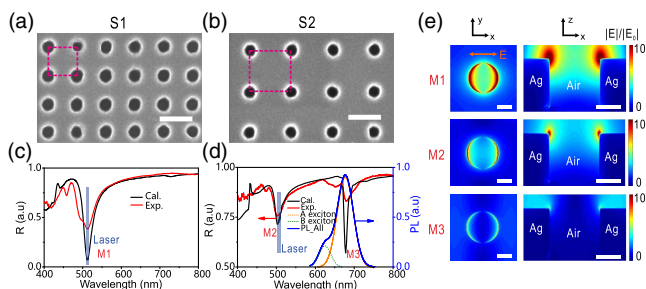 (a) S1
(b) S2
(c)
R (a.u)
1.0
0.5
0.0
400 500 600 700 800
Wavelength (nm)
Cal.
Exp.
Laser
M1
(d)
R (a.u)
1.00
0.75
0.50
400 500 600 700 800
Wavelength (nm)
M2
Laser
M3
Cal.
Exp.
A exciton
B exciton
PL_All
PL (a.u)
1.0
0.5
0.0
(e)
y
x
z
x
|E|/|E₀|
M1
E
Ag
Air
Ag
10
0
M2
Ag
Air
Ag
10
0
M3
Ag
Air
Ag
10
0